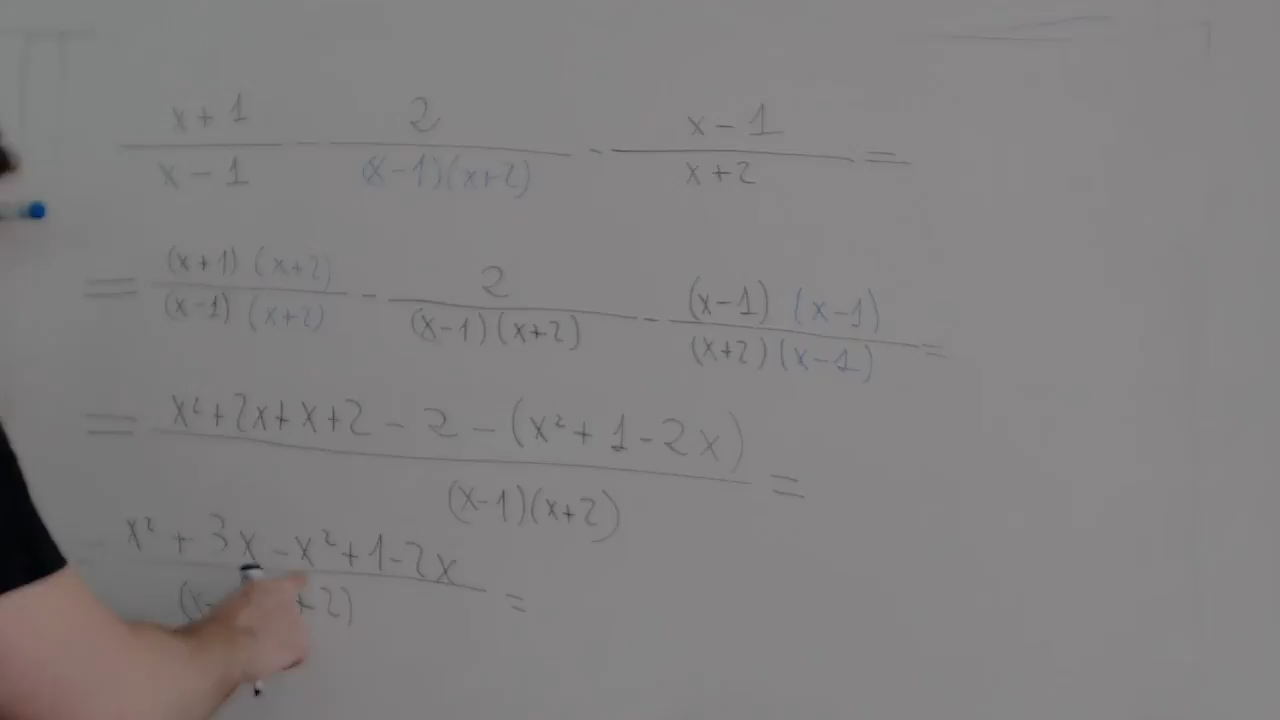 x+1 / x-1 - 2 / (x-1)(x+2) - x-1 / x+2 =
= (x+1)(x+2) / (x-1)(x+2) - 2 / (x-1)(x+2) - (x-1)(x-1) / (x+2)(x-1) =
= x²+2x+x+2-2-(x²+1-2x) / (x-1)(x+2) =
x²+3x-x²+1-2x / (x- +2) =